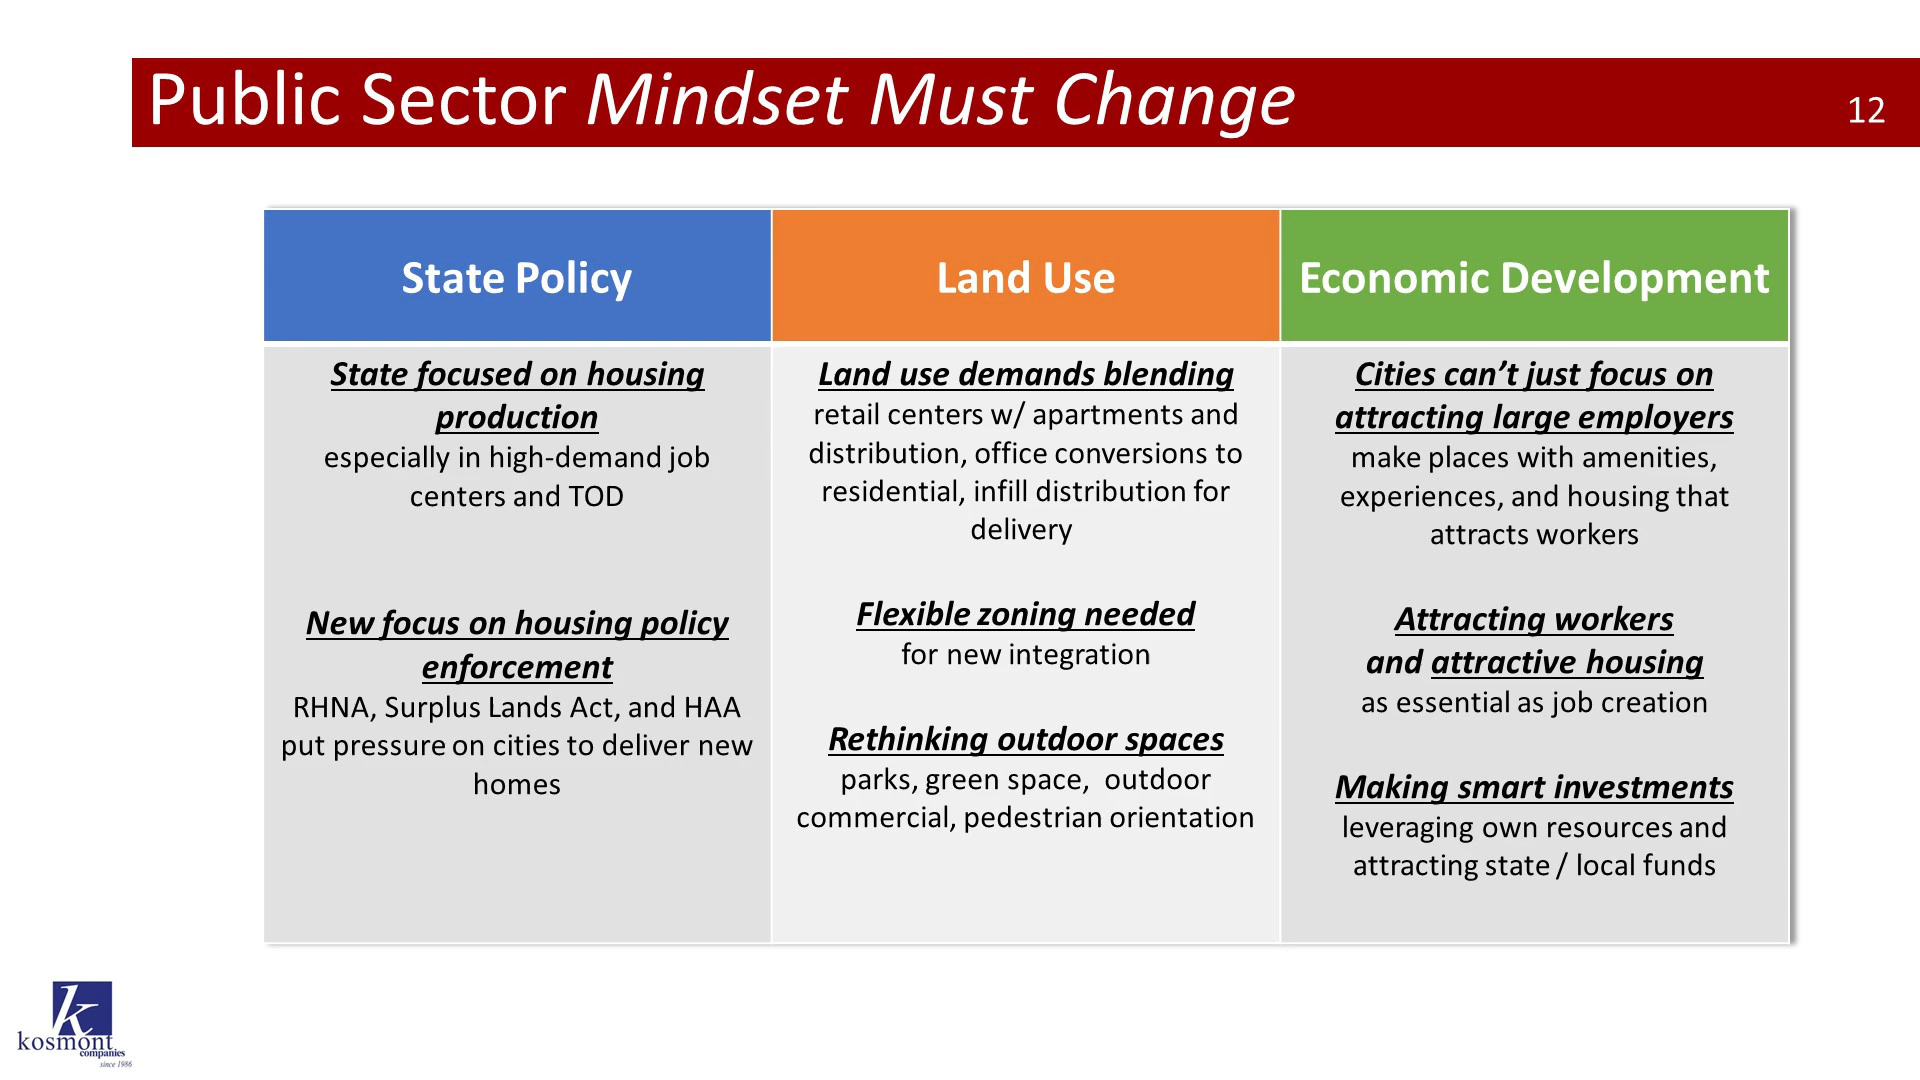 Public Sector Mindset Must Change
12
State Policy
State focused on housing
production
especially in high-demand job
centers and TOD
New focus on housing policy
enforcement
RHNA, Surplus Lands Act, and HAA
put pressure on cities to deliver new
homes
Land Use
Land use demands blending
retail centers w/ apartments and
distribution, office conversions to
residential, infill distribution for
delivery
Flexible zoning needed
for new integration
Rethinking outdoor spaces
parks, green space,  outdoor
commercial, pedestrian orientation
Economic Development
Cities can’t just focus on
attracting large employers
make places with amenities,
experiences, and housing that
attracts workers
Attracting workers
and attractive housing
as essential as job creation
Making smart investments
leveraging own resources and
attracting state / local funds
k
kosmont
companies
since 1986